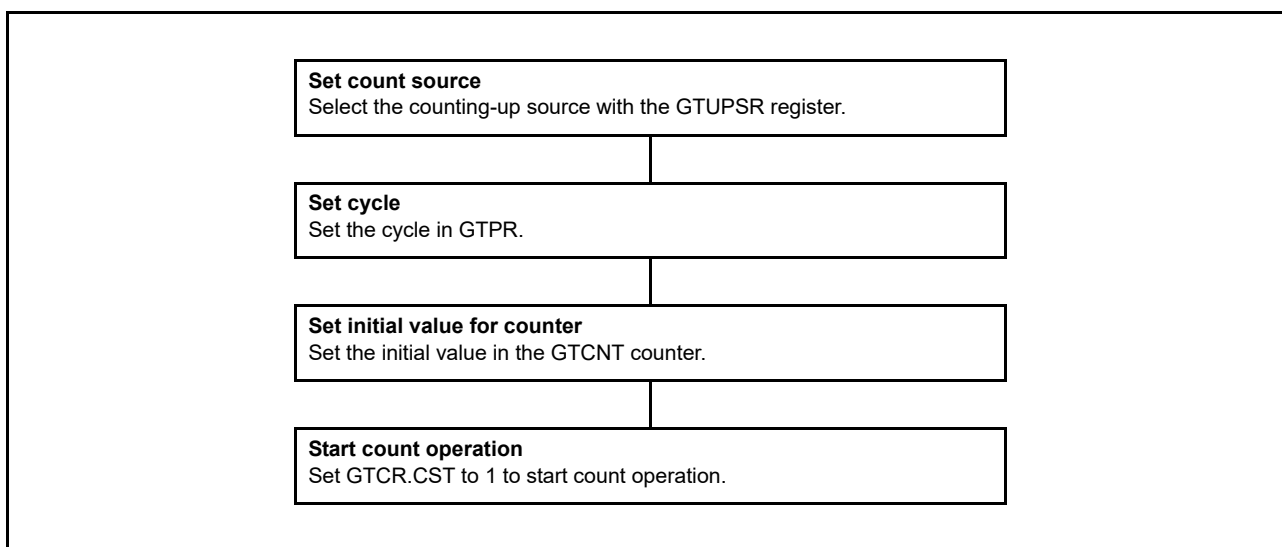 Set count source
Select the counting-up source with the GTUPSR register.
Set cycle
Set the cycle in GTPR.
Set initial value for counter
Set the initial value in the GTCNT counter.
Start count operation
Set GTCR.CST to 1 to start count operation.